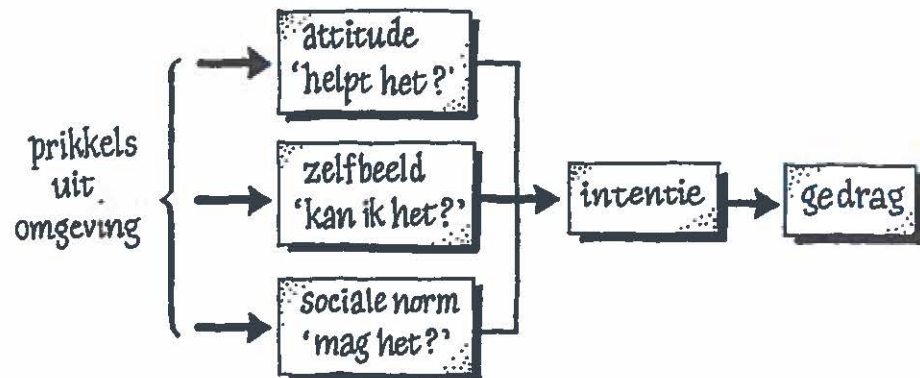 prikkels
uit
omgeving
attitude
‘helpt het?’
zelfbeeld
‘kan ik het?’
sociale norm
‘mag het?’
intentie
gedrag